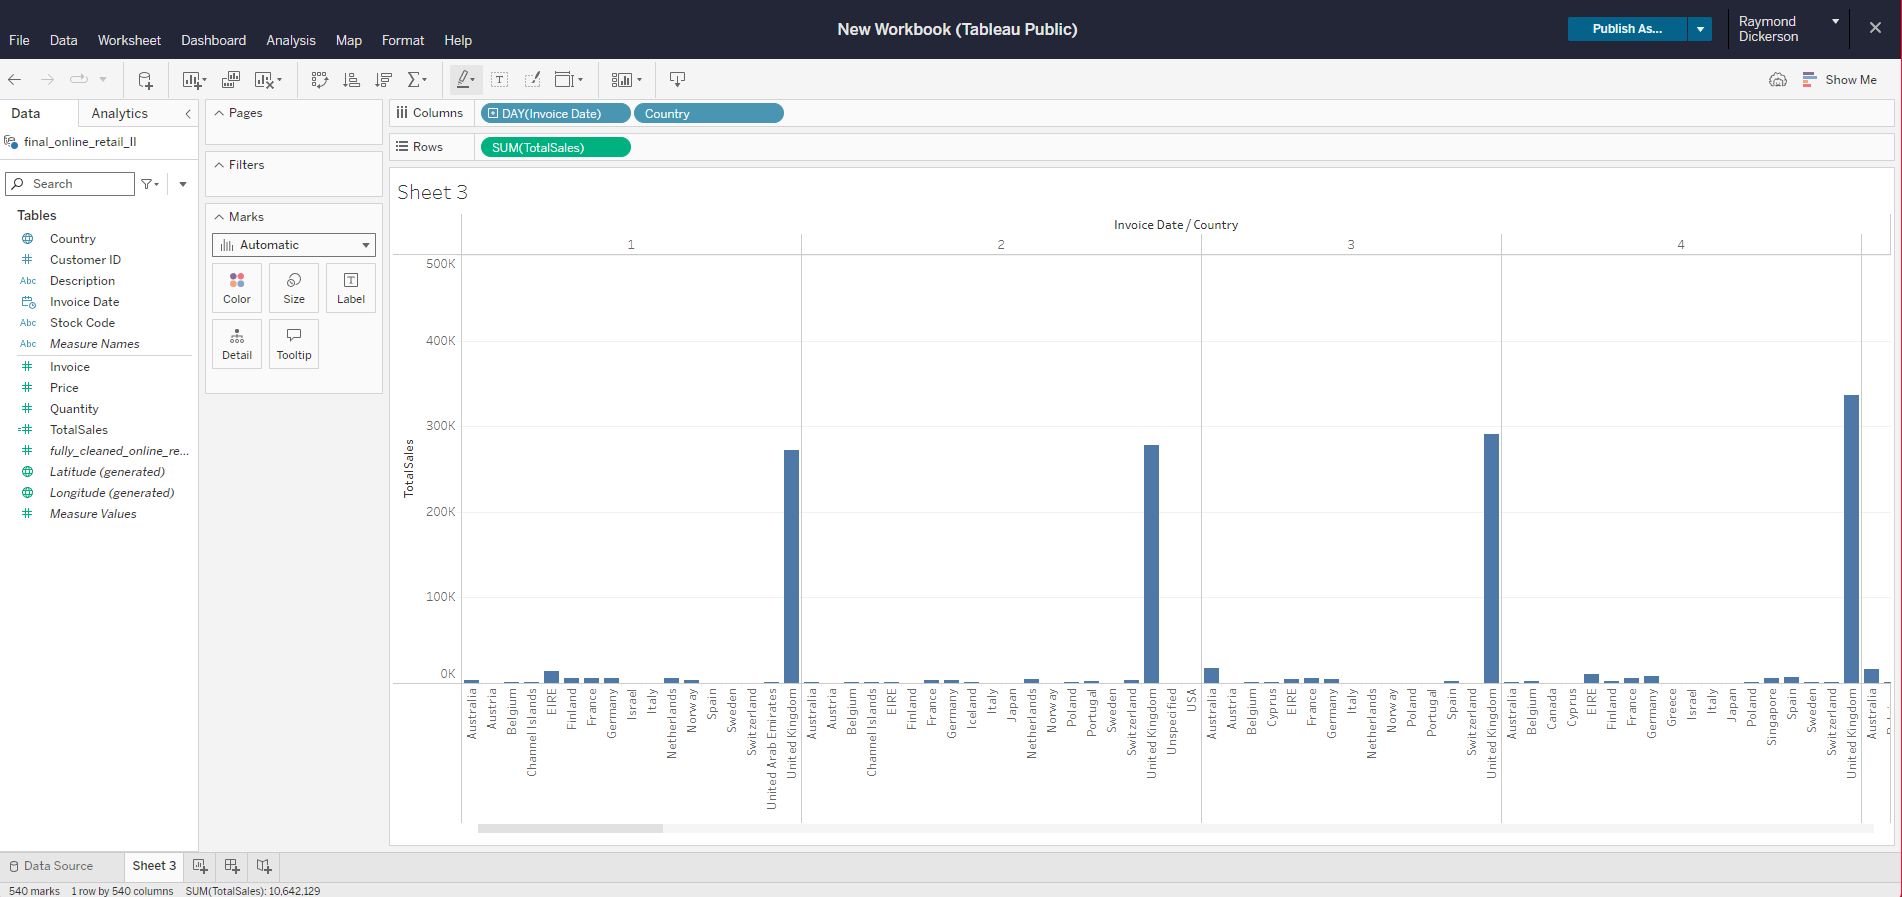 New Workbook (Tableau Public)
Publish As...
Raymond
Dickerson
File Data Worksheet Dashboard Analysis Map Format Help
Show Me
Data Analytics
final_online_retail_II
Search
Tables
Country
Customer ID
Abc Description
Invoice Date
Abc Stock Code
Abc Measure Names
Invoice
Price
Quantity
TotalSales
fully_cleaned_online_re...
Latitude (generated)
Longitude (generated)
Measure Values
Pages
Filters
Marks
Automatic
Color Size Label
Detail Tooltip
Columns DAY(Invoice Date) Country
Rows SUM(TotalSales)
Sheet 3
Invoice Date / Country
1 2 3 4
TotalSales
500K
400K
300K
200K
100K
0K
Australia
Austria
Belgium
Channel Islands
EIRE
Finland
France
Germany
Israel
Italy
Netherlands
Norway
Spain
Sweden
Switzerland
United Arab Emirates
United Kingdom
Australia
Austria
Belgium
Channel Islands
EIRE
Finland
France
Germany
Iceland
Italy
Japan
Netherlands
Norway
Poland
Portugal
Sweden
Switzerland
United Kingdom
Unspecified
USA
Australia
Austria
Belgium
Cyprus
EIRE
France
Germany
Italy
Netherlands
Norway
Poland
Portugal
Spain
Switzerland
United Kingdom
Australia
Belgium
Canada
Cyprus
EIRE
Finland
France
Germany
Greece
Israel
Italy
Japan
Poland
Singapore
Spain
Sweden
Switzerland
United Kingdom
Australia
Data Source Sheet 3
540 marks 1 row by 540 columns SUM(TotalSales): 10,642,129